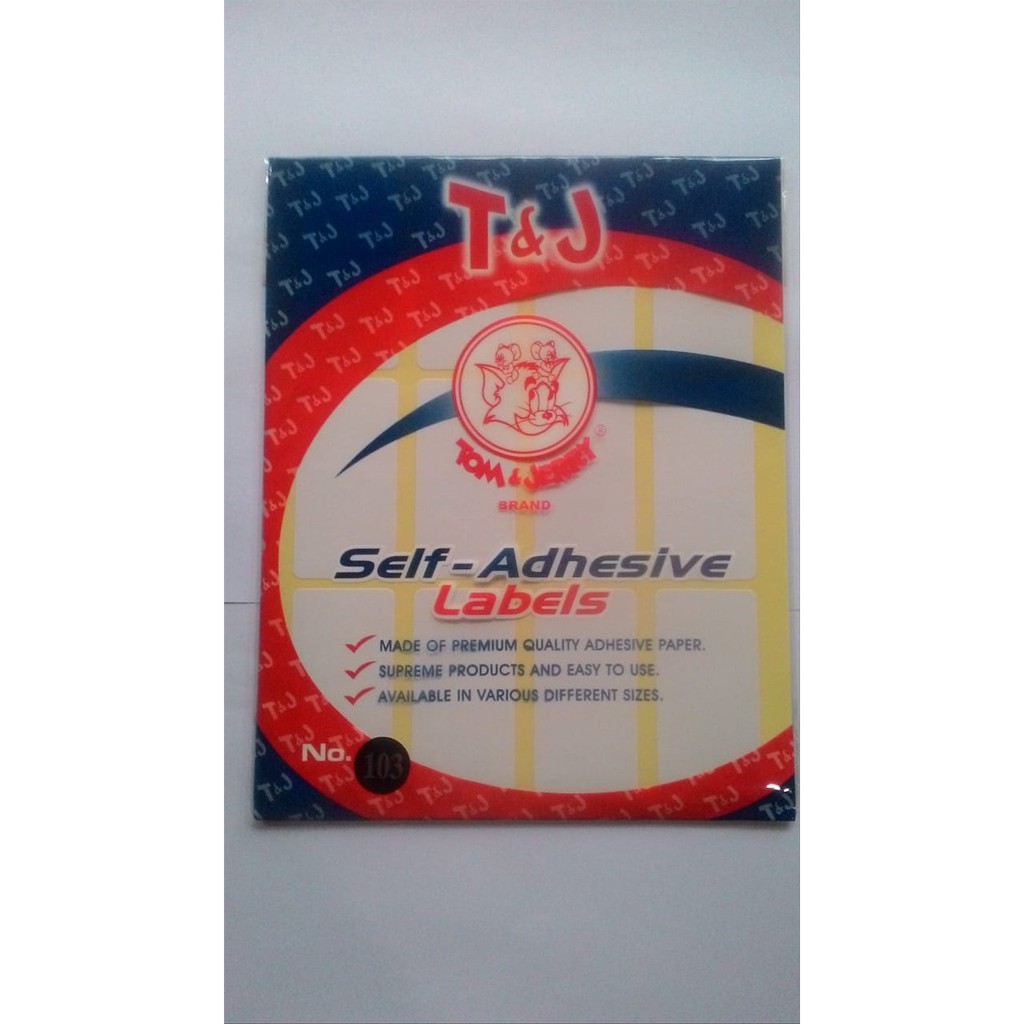 T&J
TOM & JERRY ®
BRAND
Self-Adhesive
Labels
MADE OF PREMIUM QUALITY ADHESIVE PAPER.
SUPREME PRODUCTS AND EASY TO USE.
AVAILABLE IN VARIOUS DIFFERENT SIZES.
No. 103